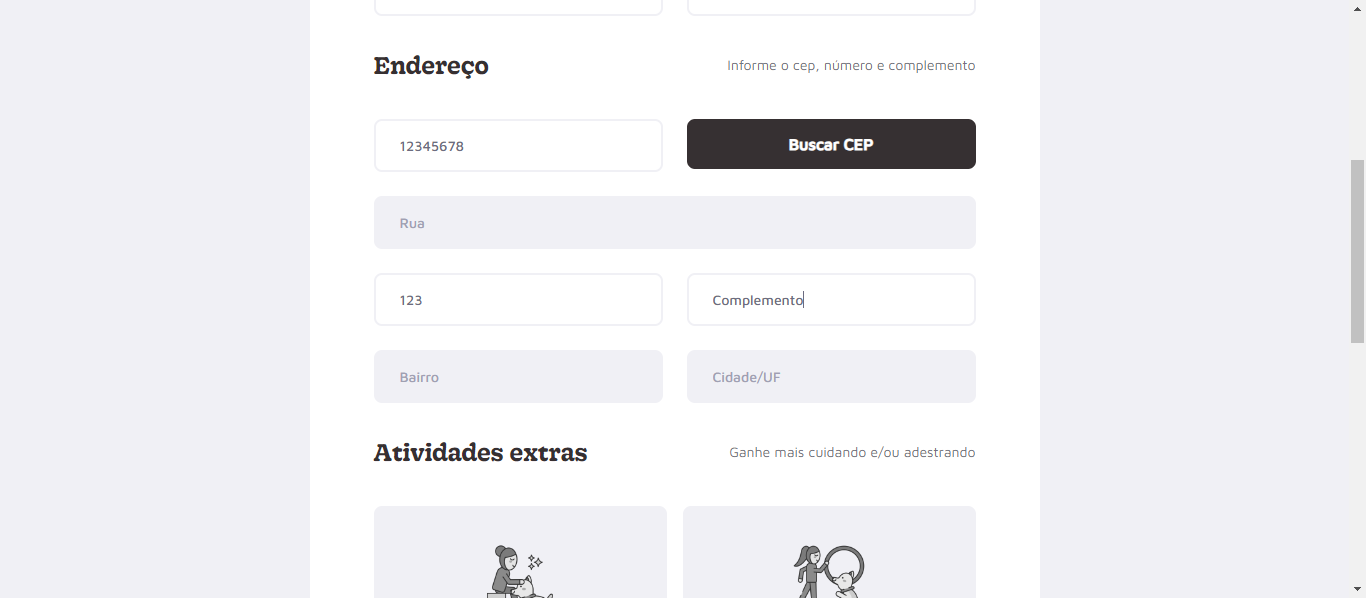 Endereço
Informe o cep, número e complemento
12345678
Buscar CEP
Rua
123
Complemento
Bairro
Cidade/UF
Atividades extras
Ganhe mais cuidando e/ou adestrando